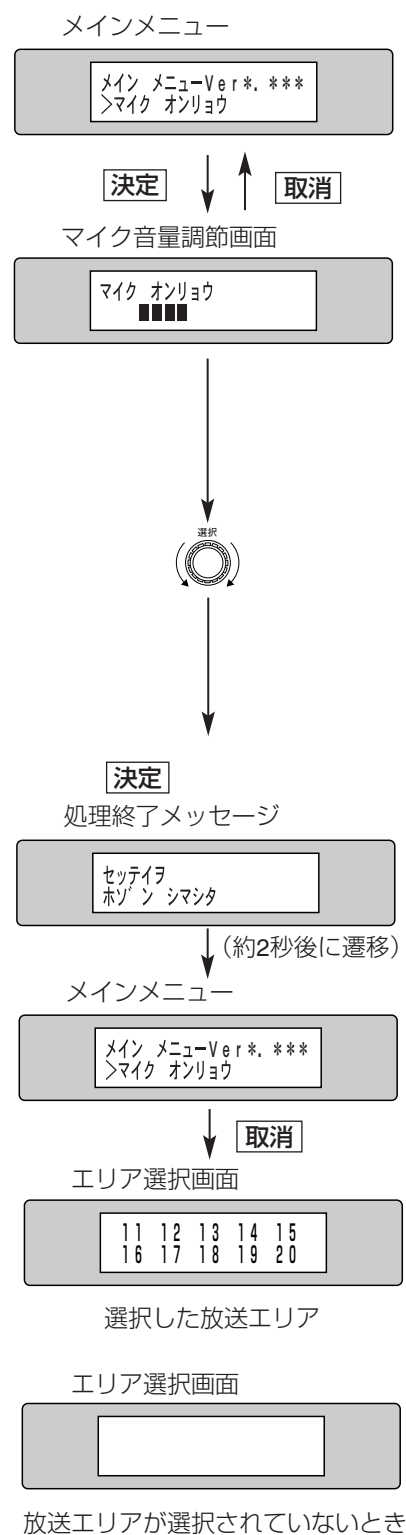 メインメニュー
メイン メニューVer*. ***
>マイク オンリョウ
決定
取消
マイク音量調節画面
マイク オンリョウ
選択
決定
処理終了メッセージ
セッテイヲ
ホゾン シマシタ
(約2秒後に遷移)
メインメニュー
メイン メニューVer*. ***
>マイク オンリョウ
取消
エリア選択画面
11 12 13 14 15
16 17 18 19 20
選択した放送エリア
エリア選択画面
放送エリアが選択されていないとき